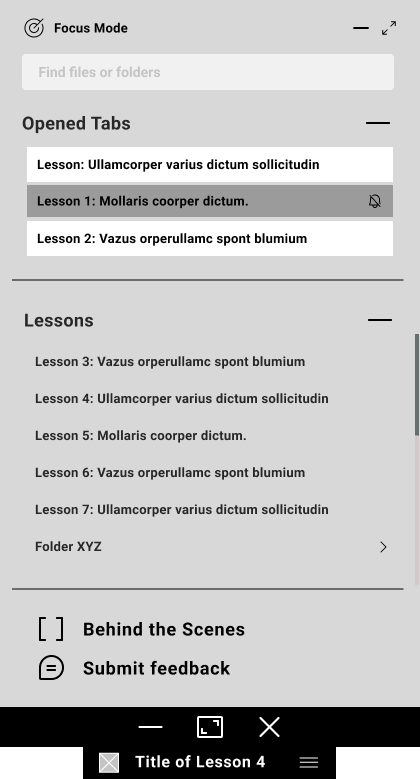 Focus Mode
Find files or folders
Opened Tabs
Lesson: Ullamcorper varius dictum sollicitudin
Lesson 1: Mollaris coorper dictum.
Lesson 2: Vazus orperullamc spont blumium
Lessons
Lesson 3: Vazus orperullamc spont blumium
Lesson 4: Ullamcorper varius dictum sollicitudin
Lesson 5: Mollaris coorper dictum.
Lesson 6: Vazus orperullamc spont blumium
Lesson 7: Ullamcorper varius dictum sollicitudin
Folder XYZ
Behind the Scenes
Submit feedback
Title of Lesson 4